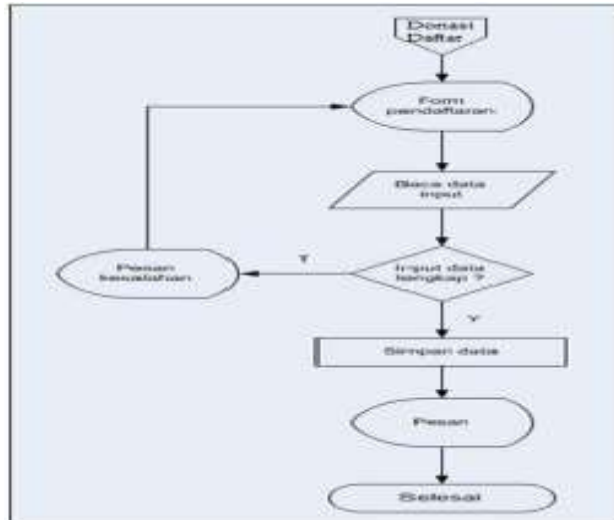 Donasi
Daftar
Form
pendaftaran
Baca data
input
Input data
lengkap ?
T
Pesan
kesalahan
Y
Simpan data
Pesan
Selesai